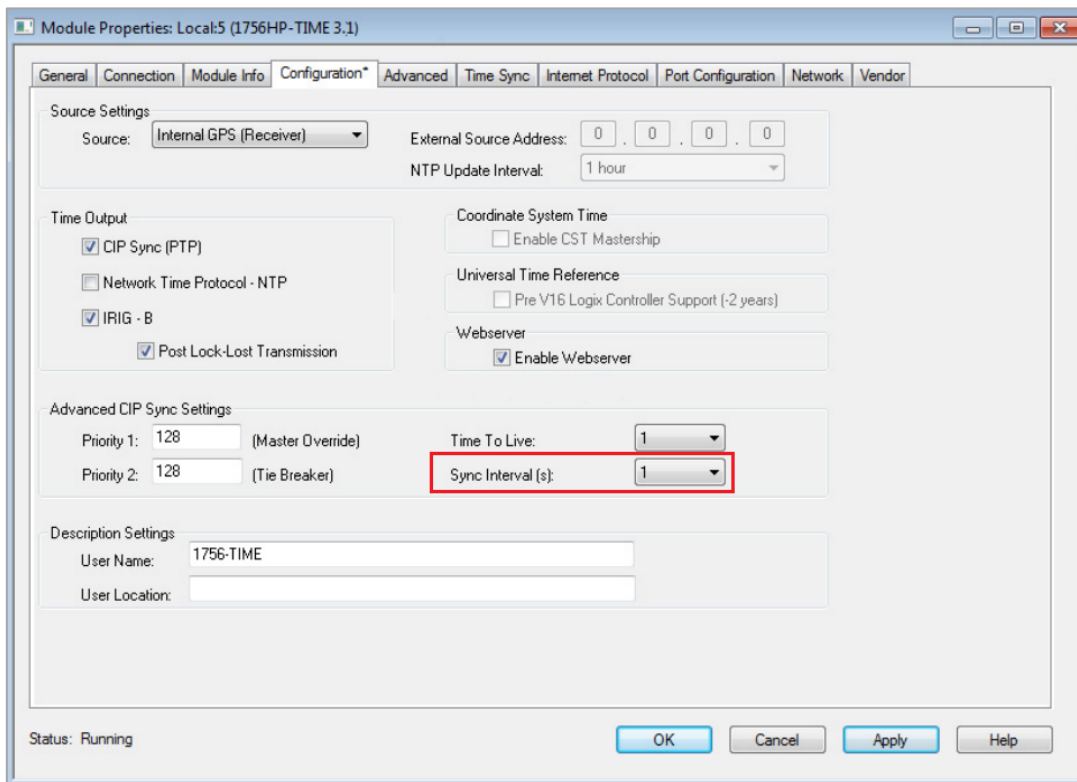 Module Properties: Local:5 (1756HP-TIME 3.1)
General Connection Module Info Configuration* Advanced Time Sync Internet Protocol Port Configuration Network Vendor
Source Settings
Source: Internal GPS (Receiver) External Source Address: 0 . 0 . 0 . 0
NTP Update Interval: 1 hour
Time Output
CIP Sync (PTP)
Network Time Protocol - NTP
IRIG - B
Post Lock-Lost Transmission
Coordinate System Time
Enable CST Mastership
Universal Time Reference
Pre V16 Logix Controller Support (-2 years)
Webserver
Enable Webserver
Advanced CIP Sync Settings
Priority 1: 128 (Master Override) Time To Live: 1
Priority 2: 128 (Tie Breaker) Sync Interval (s): 1
Description Settings
User Name: 1756-TIME
User Location:
Status: Running OK Cancel Apply Help